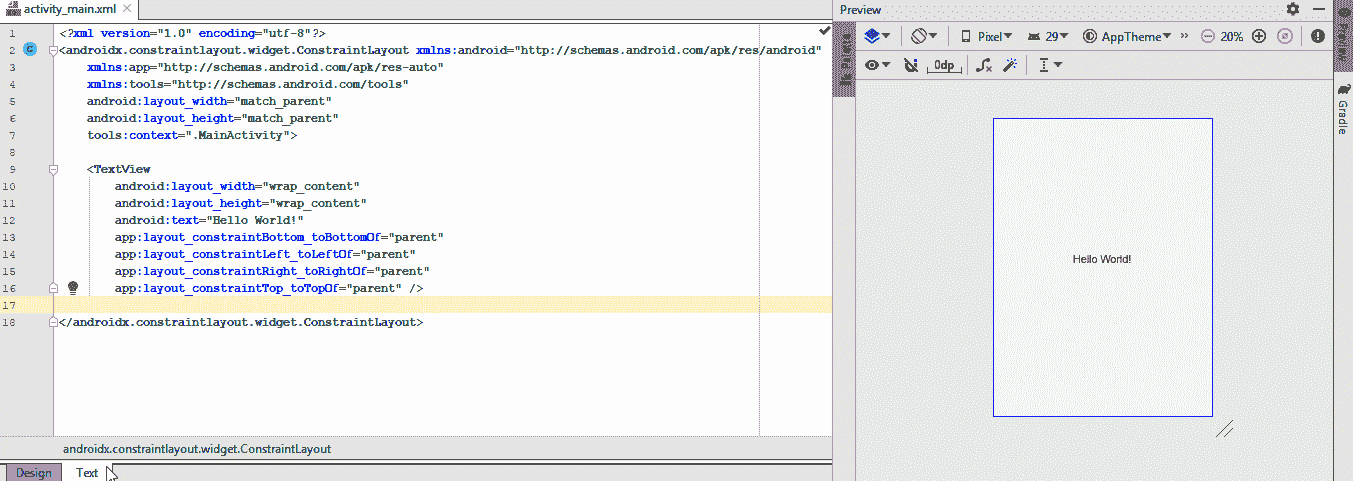 activity_main.xml
1 <?xml version="1.0" encoding="utf-8"?>
2 <androidx.constraintlayout.widget.ConstraintLayout xmlns:android="http://schemas.android.com/apk/res/android"
3 xmlns:app="http://schemas.android.com/apk/res-auto"
4 xmlns:tools="http://schemas.android.com/tools"
5 android:layout_width="match_parent"
6 android:layout_height="match_parent"
7 tools:context=".MainActivity">
8
9 <TextView
10 android:layout_width="wrap_content"
11 android:layout_height="wrap_content"
12 android:text="Hello World!"
13 app:layout_constraintBottom_toBottomOf="parent"
14 app:layout_constraintLeft_toLeftOf="parent"
15 app:layout_constraintRight_toRightOf="parent"
16 app:layout_constraintTop_toTopOf="parent" />
17
18 </androidx.constraintlayout.widget.ConstraintLayout>
androidx.constraintlayout.widget.ConstraintLayout
Design Text
Preview
Pixel 29 AppTheme 20%
0dp
Hello World!
Palette
Preview
Gradle